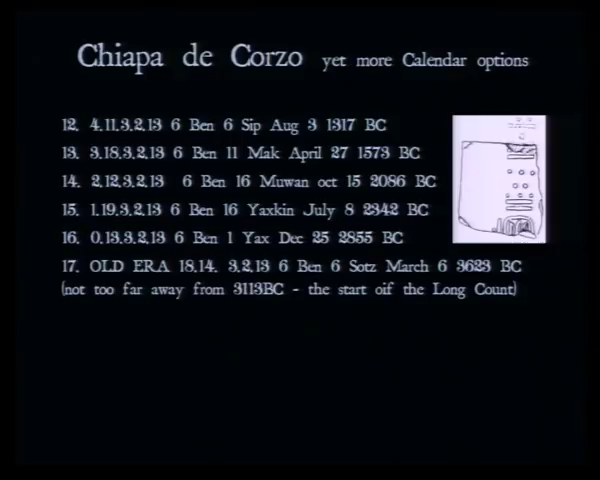 Chiapa de Corzo yet more Calendar options
12. 4.11.3.2.13 6 Ben 6 Sip Aug 3 1317 BC
13. 3.18.3.2.13 6 Ben 11 Mak April 27 1573 BC
14. 2.12.3.2.13 6 Ben 16 Muwan oct 15 2086 BC
15. 1.19.3.2.13 6 Ben 16 Yaxkin July 8 2342 BC
16. 0.13.3.2.13 6 Ben 1 Yax Dec 25 2855 BC
17. OLD ERA 18.14. 3.2.13 6 Ben 6 Sotz March 6 3623 BC
(not too far away from 3113BC - the start oif the Long Count)